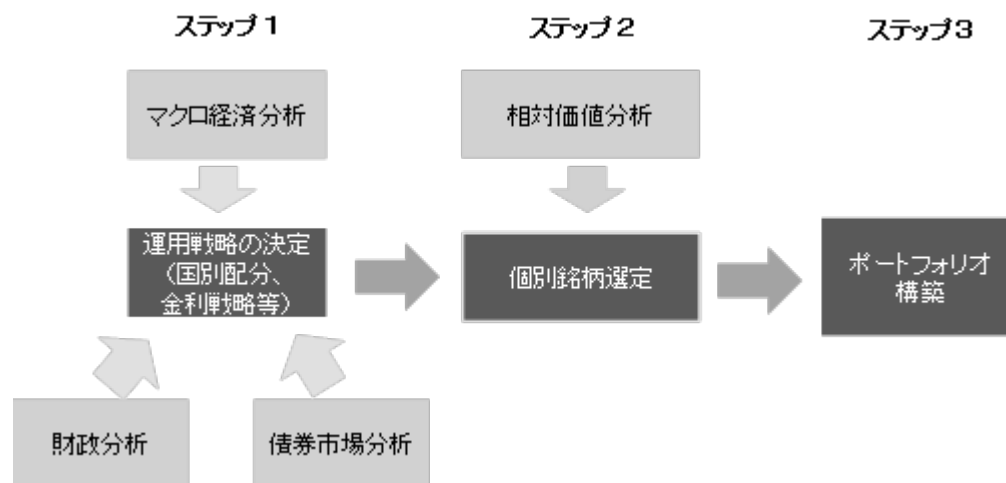 ステップ1
ステップ2
ステップ3
マクロ経済分析
相対価値分析
運用戦略の決定
(国別配分、
金利戦略等)
個別銘柄選定
ポートフォリオ
構築
財政分析
債券市場分析